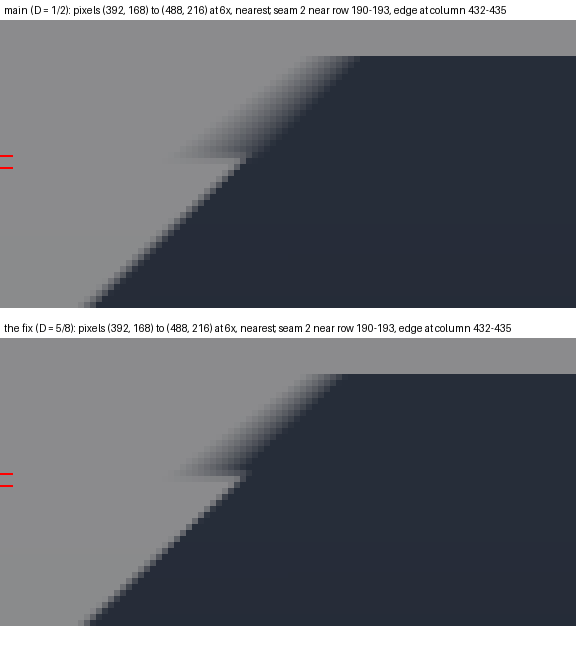 main (D = 1/2): pixels (392, 168) to (488, 216) at 6x, nearest; seam 2 near row 190-193, edge at column 432-435
the fix (D = 5/8): pixels (392, 168) to (488, 216) at 6x, nearest; seam 2 near row 190-193, edge at column 432-435